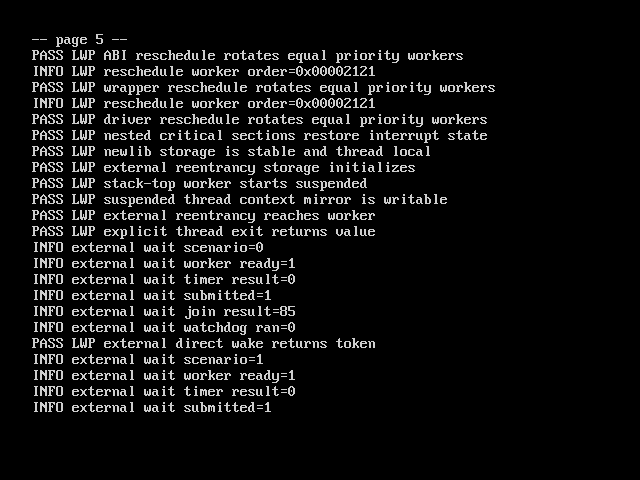 -- page 5 --
PASS LWP ABI reschedule rotates equal priority workers
INFO LWP reschedule worker order=0x00002121
PASS LWP wrapper reschedule rotates equal priority workers
INFO LWP reschedule worker order=0x00002121
PASS LWP driver reschedule rotates equal priority workers
PASS LWP nested critical sections restore interrupt state
PASS LWP newlib storage is stable and thread local
PASS LWP external reentrancy storage initializes
PASS LWP stack-top worker starts suspended
PASS LWP suspended thread context mirror is writable
PASS LWP external reentrancy reaches worker
PASS LWP explicit thread exit returns value
INFO external wait scenario=0
INFO external wait worker ready=1
INFO external wait timer result=0
INFO external wait submitted=1
INFO external wait join result=85
INFO external wait watchdog ran=0
PASS LWP external direct wake returns token
INFO external wait scenario=1
INFO external wait worker ready=1
INFO external wait timer result=0
INFO external wait submitted=1